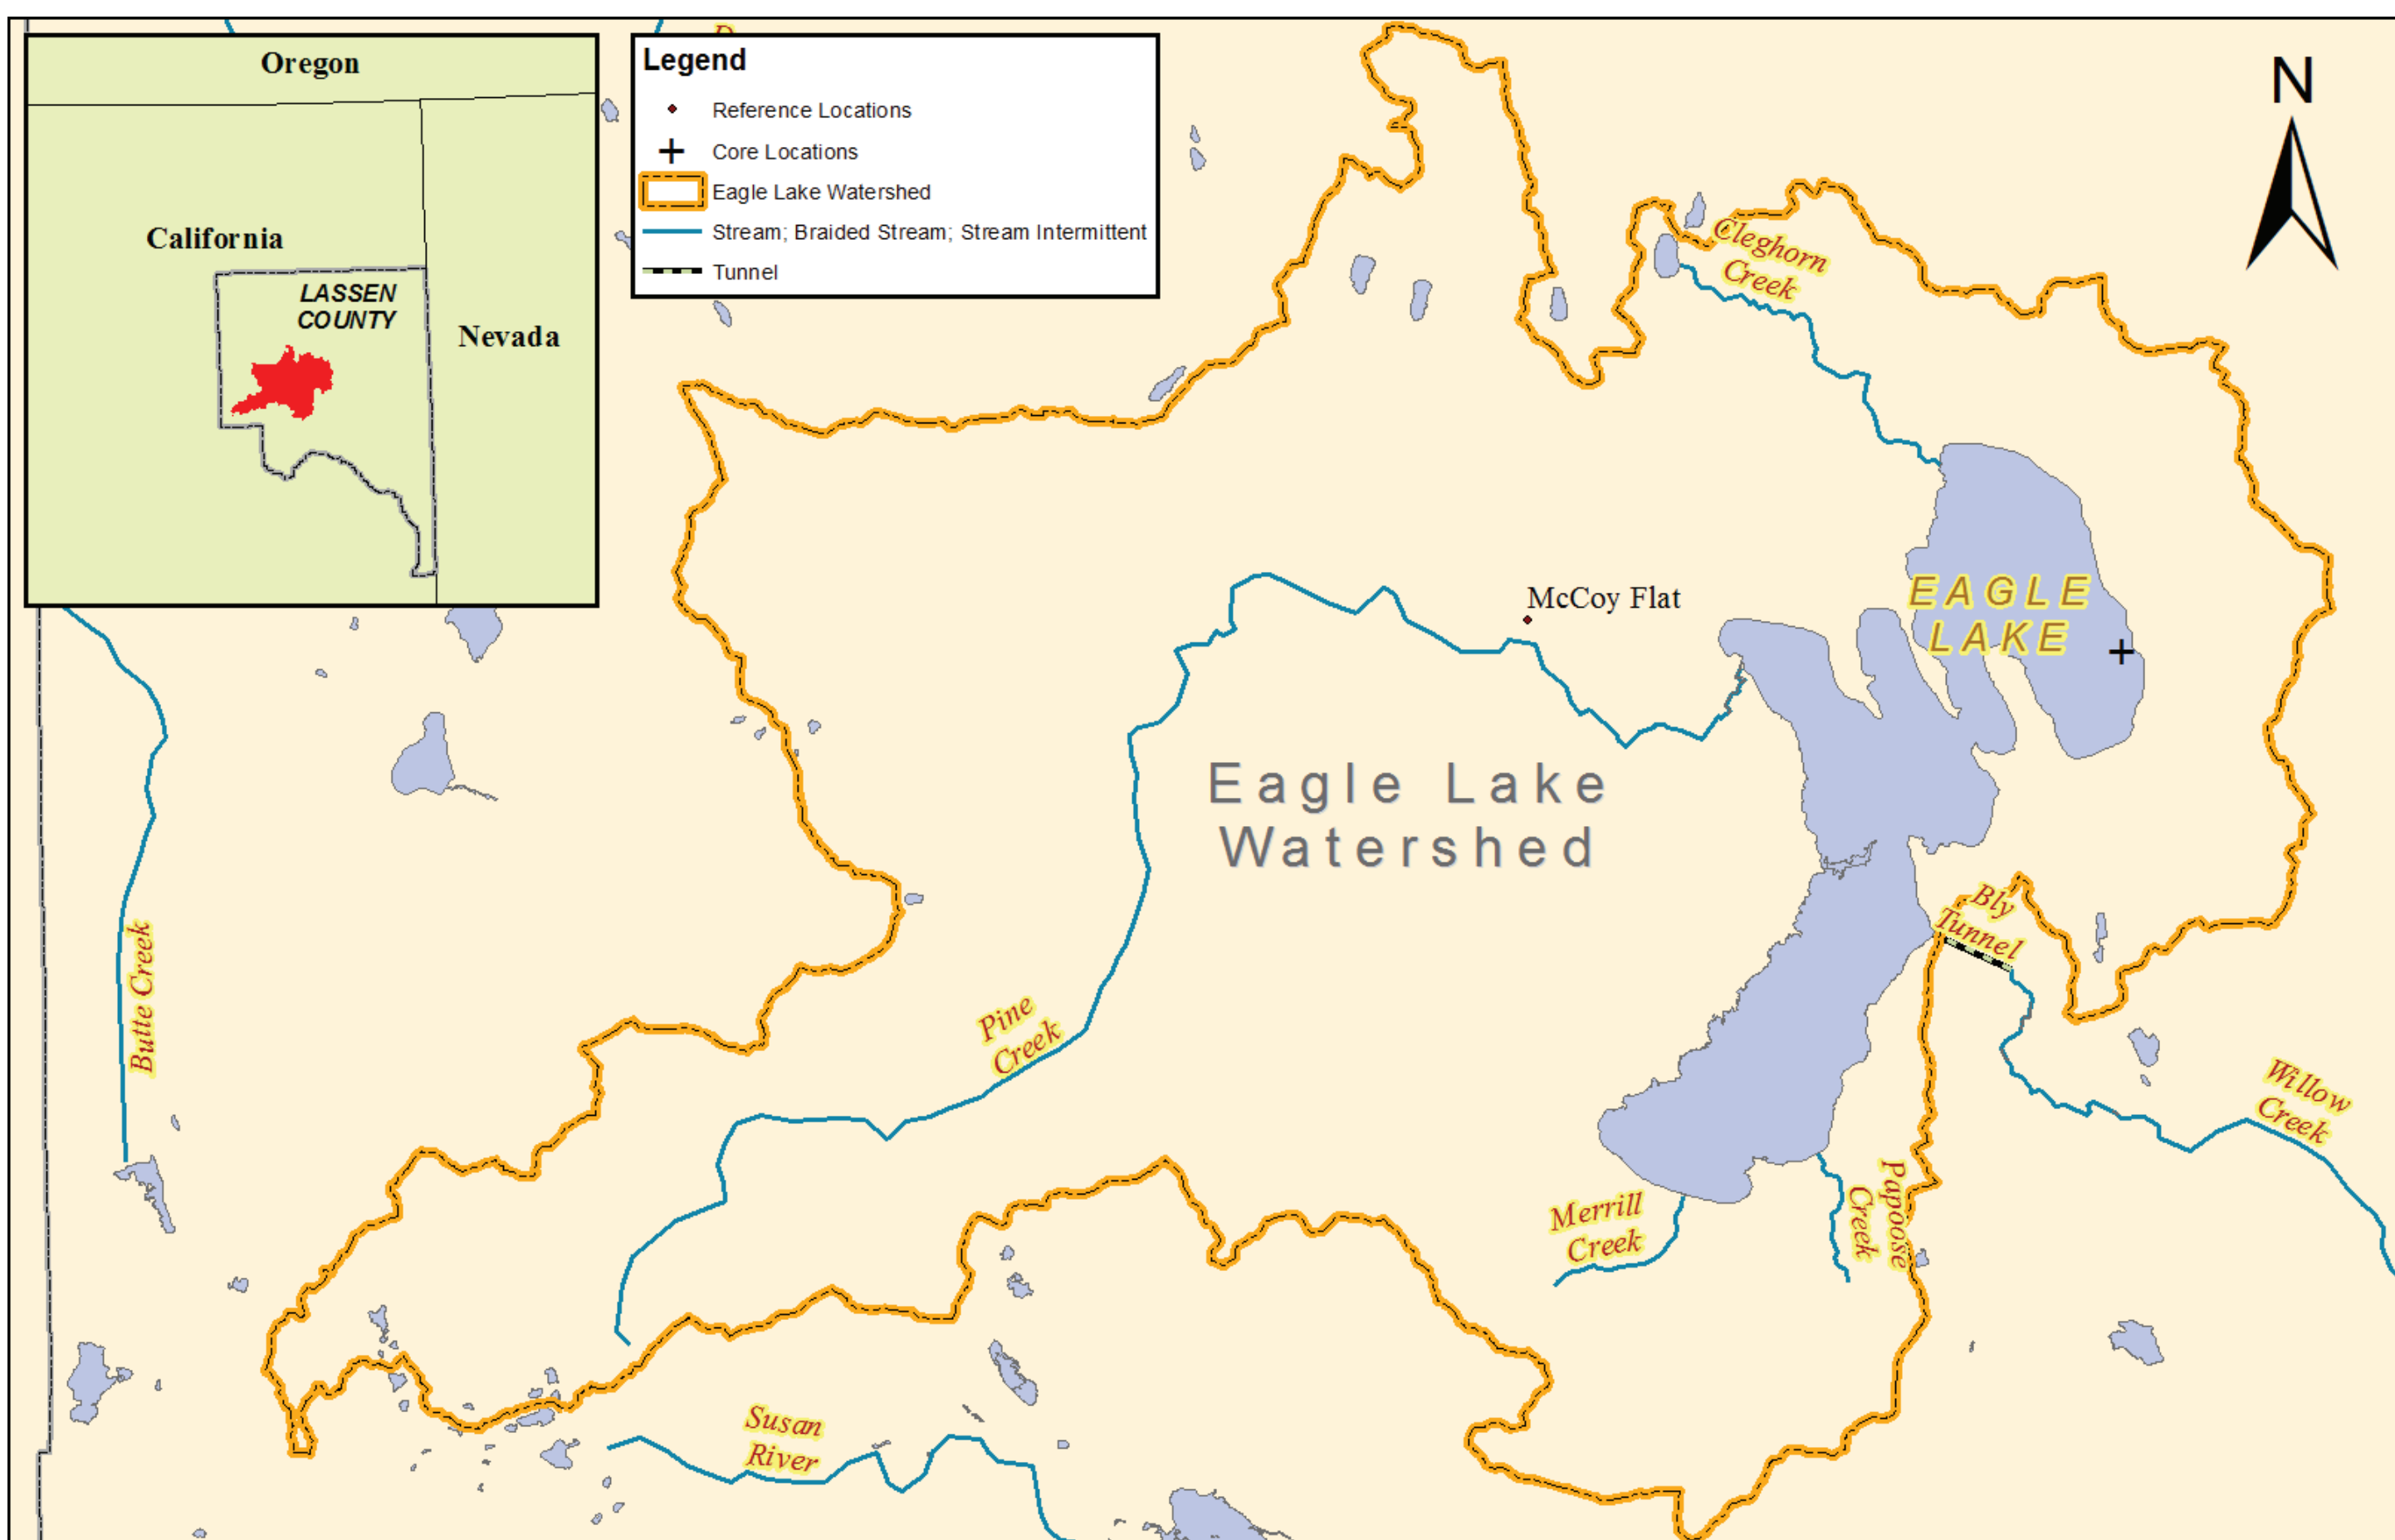 Oregon
California
LASSEN
COUNTY
Nevada
Legend
Reference Locations
Core Locations
Eagle Lake Watershed
Stream; Braided Stream; Stream Intermittent
Tunnel
N
Cleghorn
Creek
McCoy Flat
EAGLE
LAKE
Eagle Lake
Watershed
Bly
Tunnel
Butte Creek
Pine
Creek
Willow
Creek
Merrill
Creek
Papoose
Creek
Susan
River